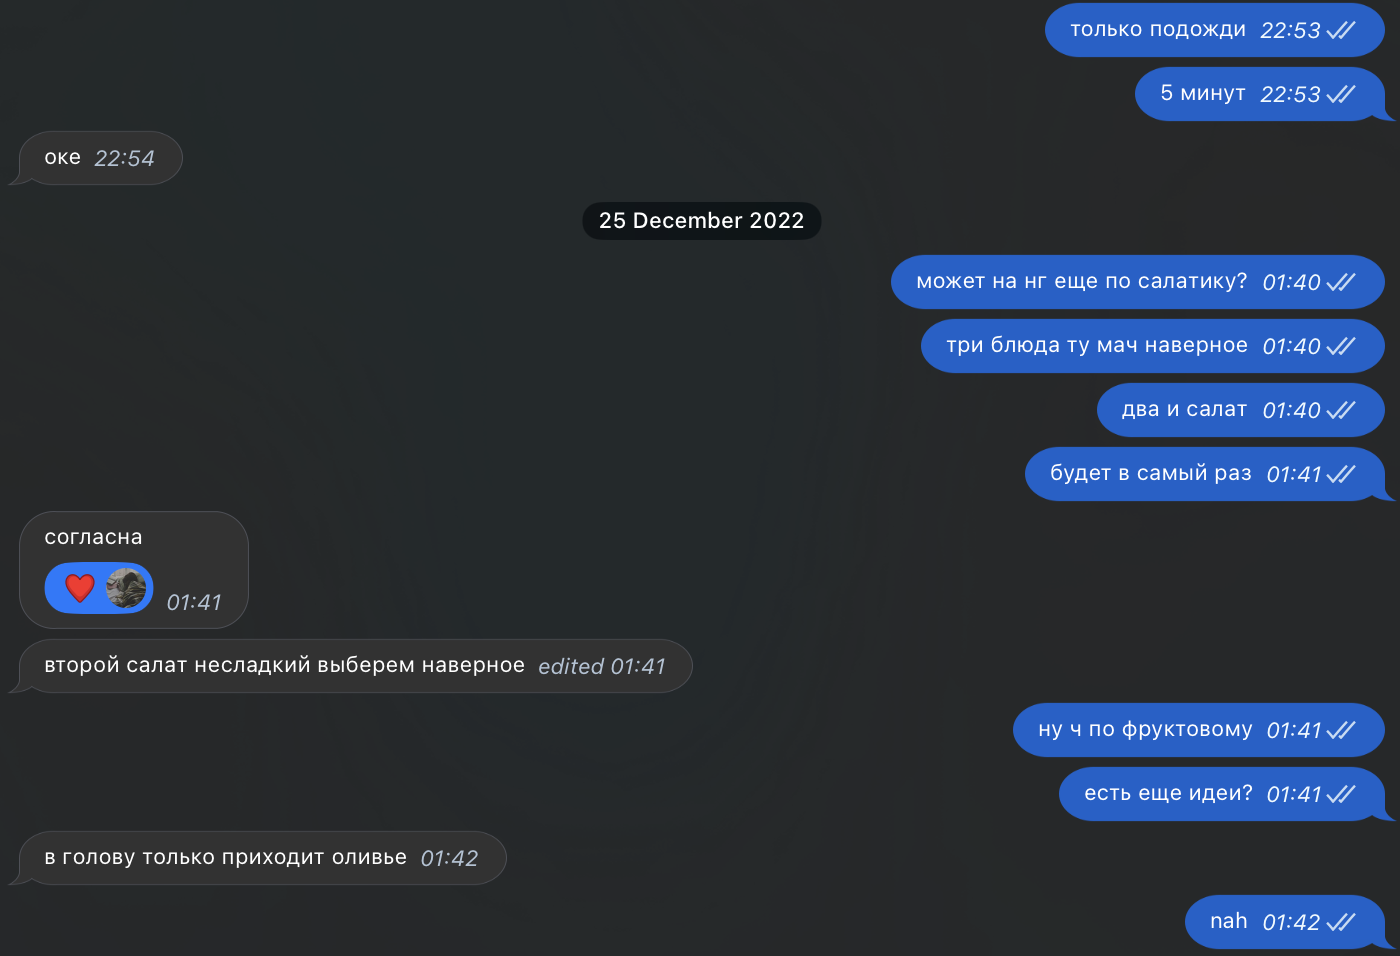 только подожди 22:53
5 минут 22:53
оке 22:54
25 December 2022
может на нг еще по салатику? 01:40
три блюда ту мач наверное 01:40
два и салат 01:40
будет в самый раз 01:41
согласна
01:41
второй салат несладкий выберем наверное edited 01:41
ну ч по фруктовому 01:41
есть еще идеи? 01:41
в голову только приходит оливье 01:42
nah 01:42